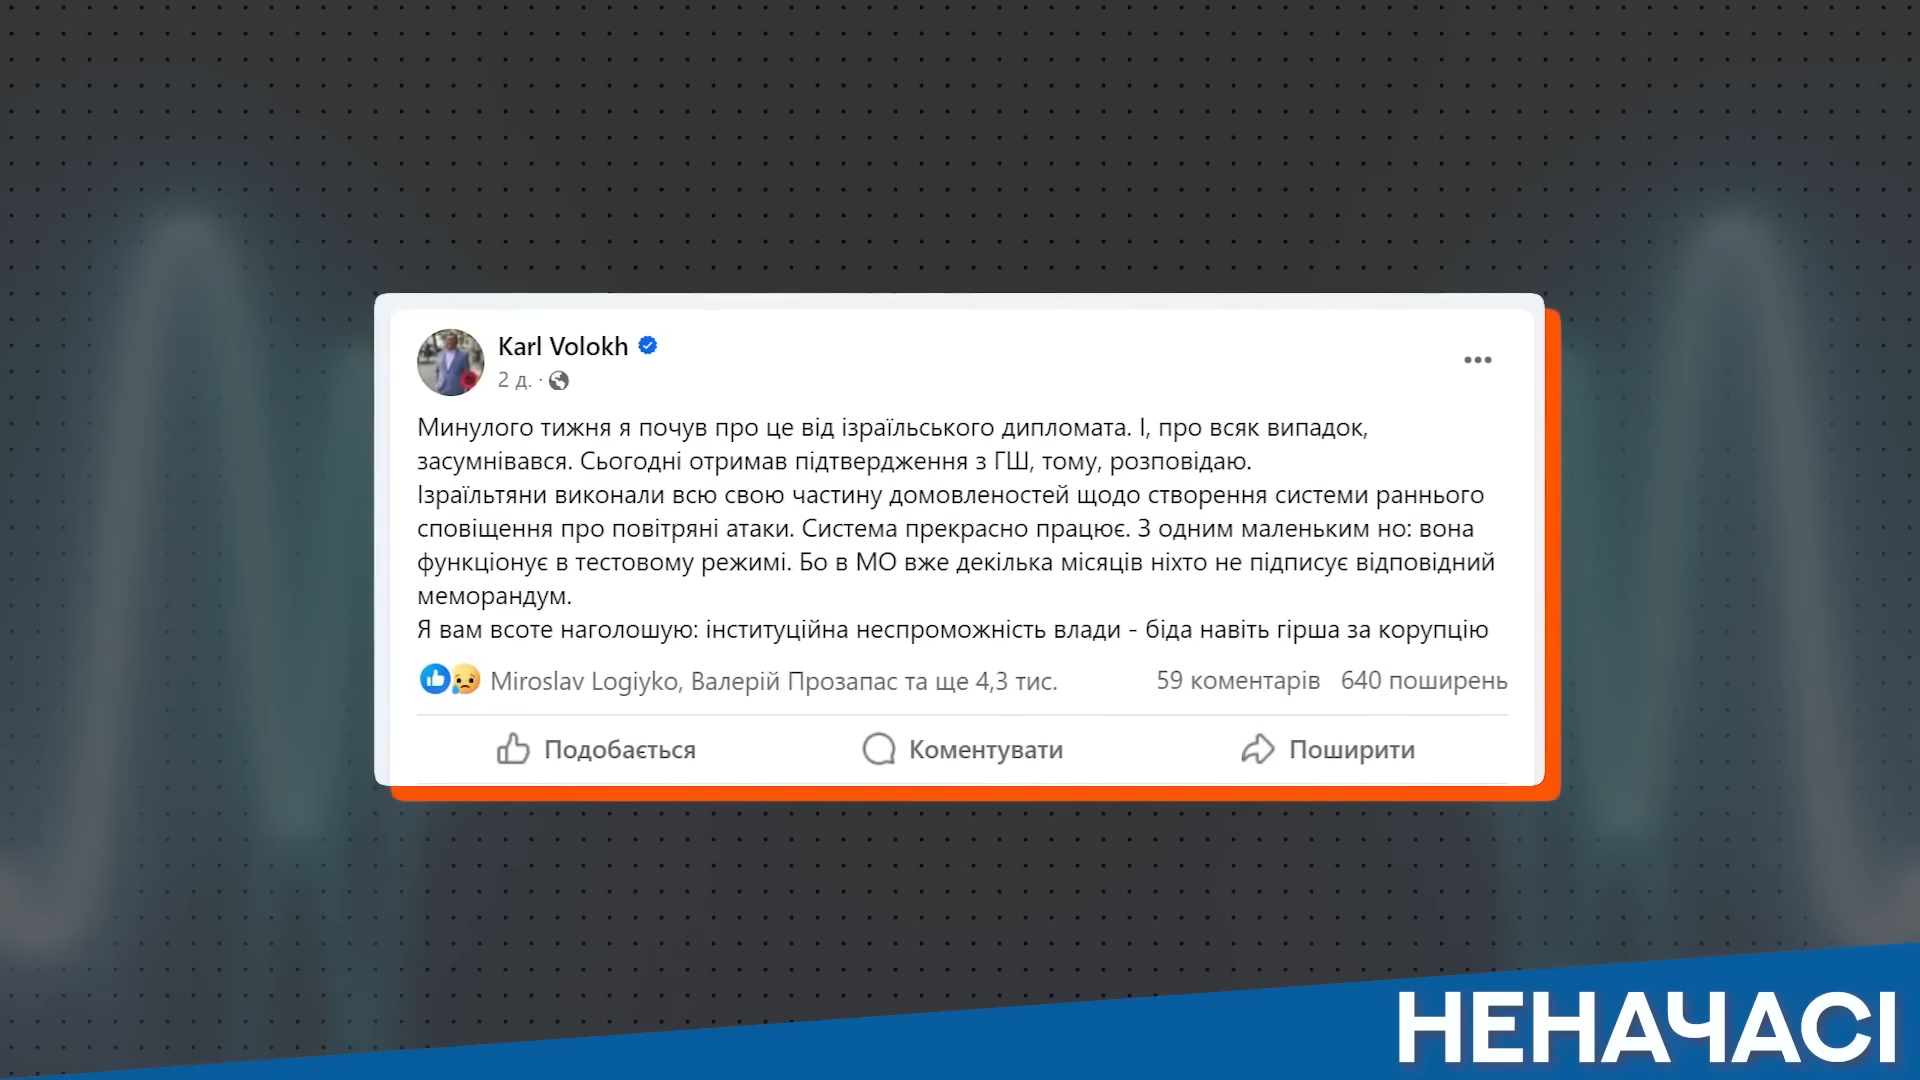 Karl Volokh
2 д. ·
Минулого тижня я почув про це від ізраїльського дипломата. І, про всяк випадок,
засумнівався. Сьогодні отримав підтвердження з ГШ, тому, розповідаю.
Ізраїльтяни виконали всю свою частину домовленостей щодо створення системи раннього
сповіщення про повітряні атаки. Система прекрасно працює. З одним маленьким но: вона
функціонує в тестовому режимі. Бо в МО вже декілька місяців ніхто не підписує відповідний
меморандум.
Я вам всоте наголошую: інституційна неспроможність влади - біда навіть гірша за корупцію
Miroslav Logiyko, Валерій Прозапас та ще 4,3 тис. 59 коментарів 640 поширень
Подобається Коментувати Поширити
НЕНАЧАСІ